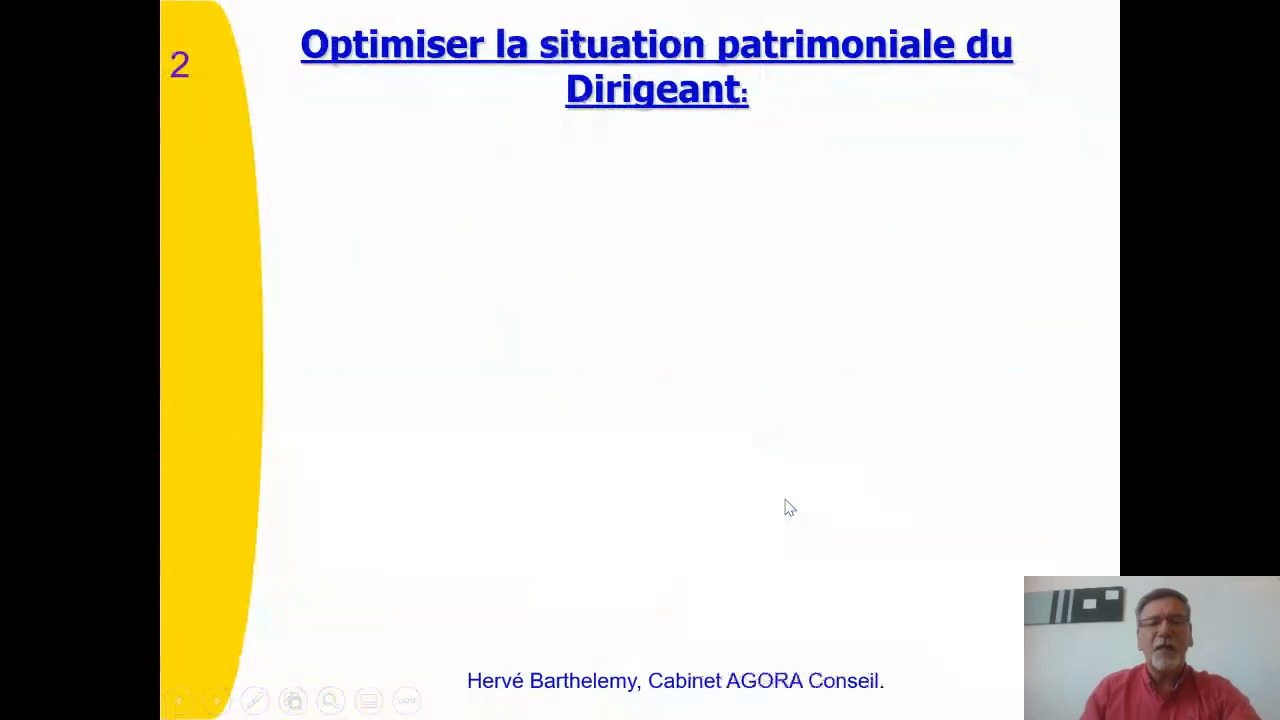 2
Optimiser la situation patrimoniale du
Dirigeant:
Hervé Barthelemy, Cabinet AGORA Conseil.